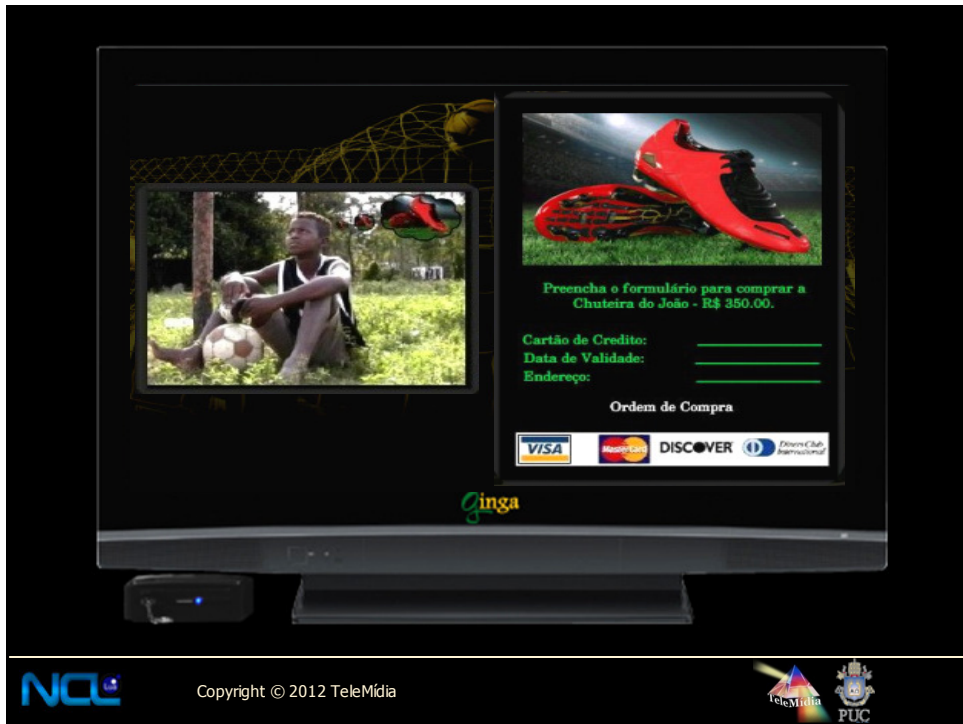 Preencha o formulário para comprar a
Chuteira do João - R$ 350.00.
Cartão de Credito:
Data de Validade:
Endereço:
Ordem de Compra
VISA
MasterCard
DISCOVER
Diners Club
International
Ginga
NCL
Lua
Copyright © 2012 TeleMídia
TeleMídia
PUC